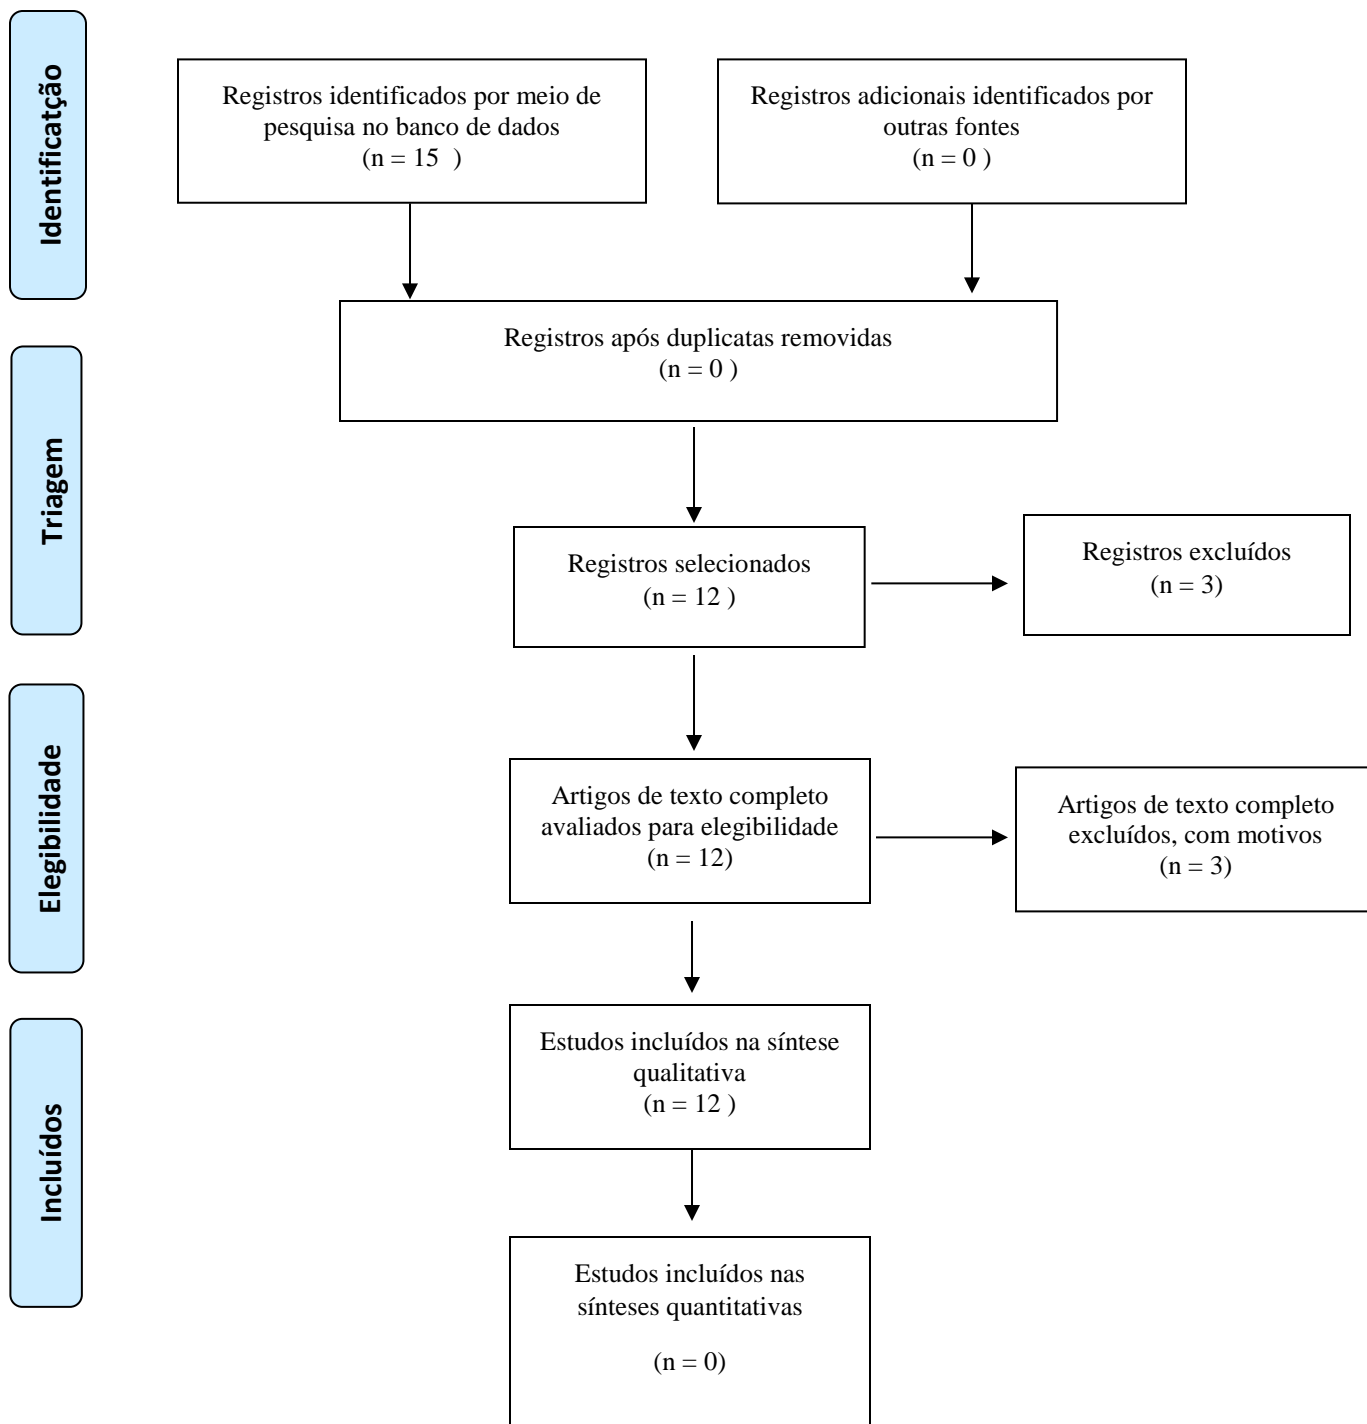 Identificatção
Registros identificados por meio de
pesquisa no banco de dados
(n = 15  )
Registros adicionais identificados por
outras fontes
(n = 0 )
Registros após duplicatas removidas
(n = 0 )
Triagem
Registros selecionados
(n = 12 )
Registros excluídos
(n = 3)
Elegibilidade
Artigos de texto completo
avaliados para elegibilidade
(n = 12)
Artigos de texto completo
excluídos, com motivos
(n = 3)
Incluídos
Estudos incluídos na síntese
qualitativa
(n = 12 )
Estudos incluídos nas
sínteses quantitativas
(n = 0)